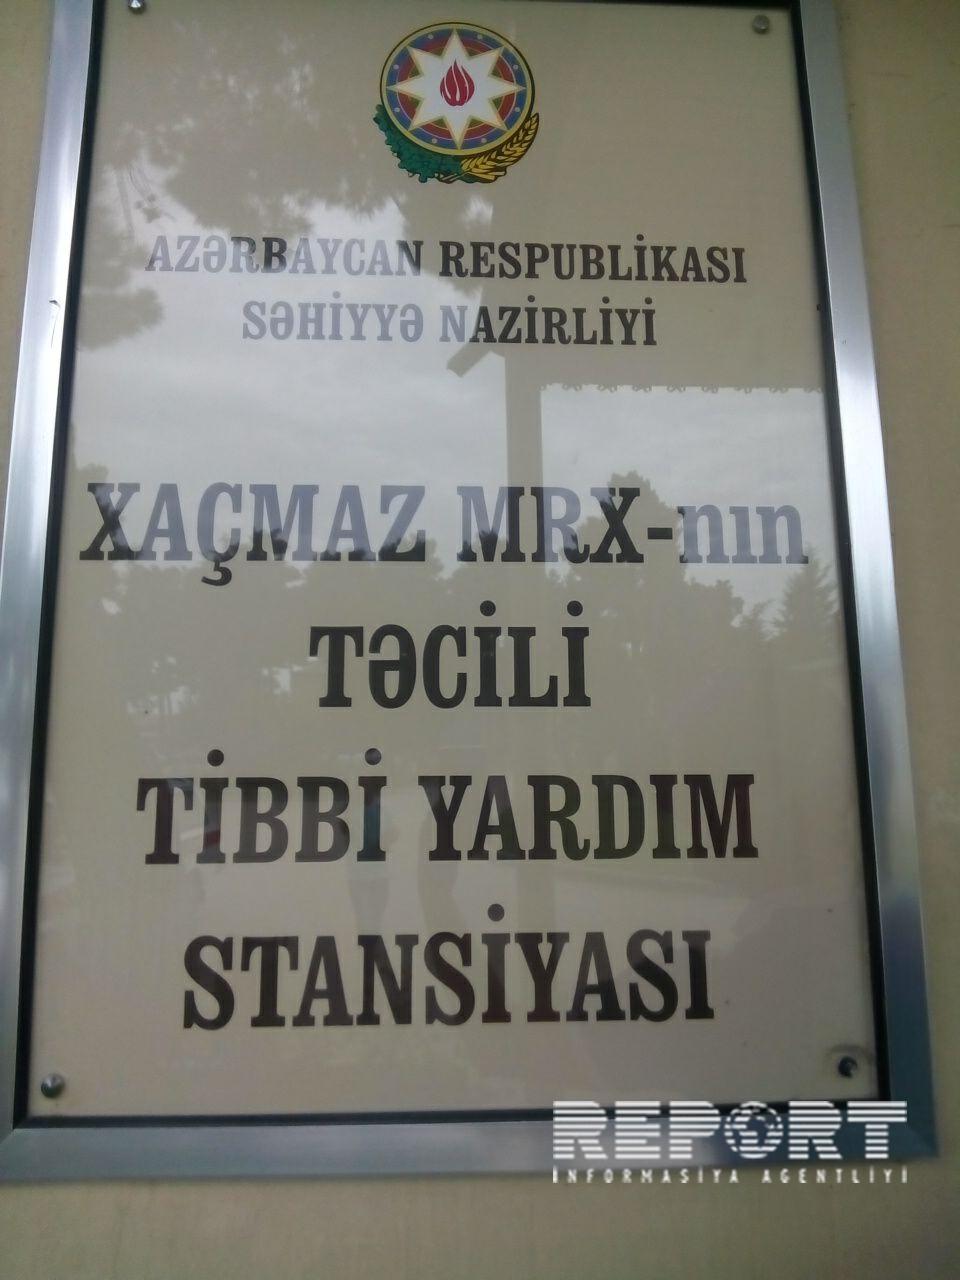 AZƏRBAYCAN RESPUBLİKASI
SƏHİYYƏ NAZİRLİYİ
XAÇMAZ MRX-nın
TƏCİLİ
TİBBİ YARDIM
STANSİYASI
REPORT
İNFORMASİYA AGENTLİYİ